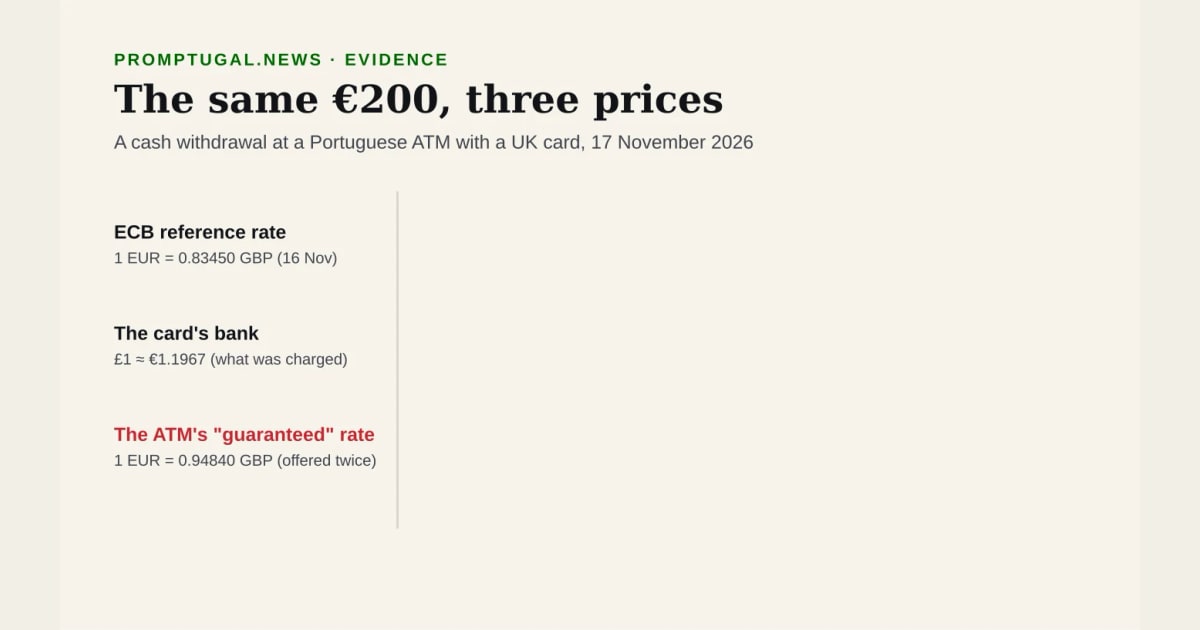 PROMPTUGAL.NEWS · EVIDENCE
The same €200, three prices
A cash withdrawal at a Portuguese ATM with a UK card, 17 November 2026
ECB reference rate
1 EUR = 0.83450 GBP (16 Nov)
The card's bank
£1 ≈ €1.1967 (what was charged)
The ATM's "guaranteed" rate
1 EUR = 0.94840 GBP (offered twice)